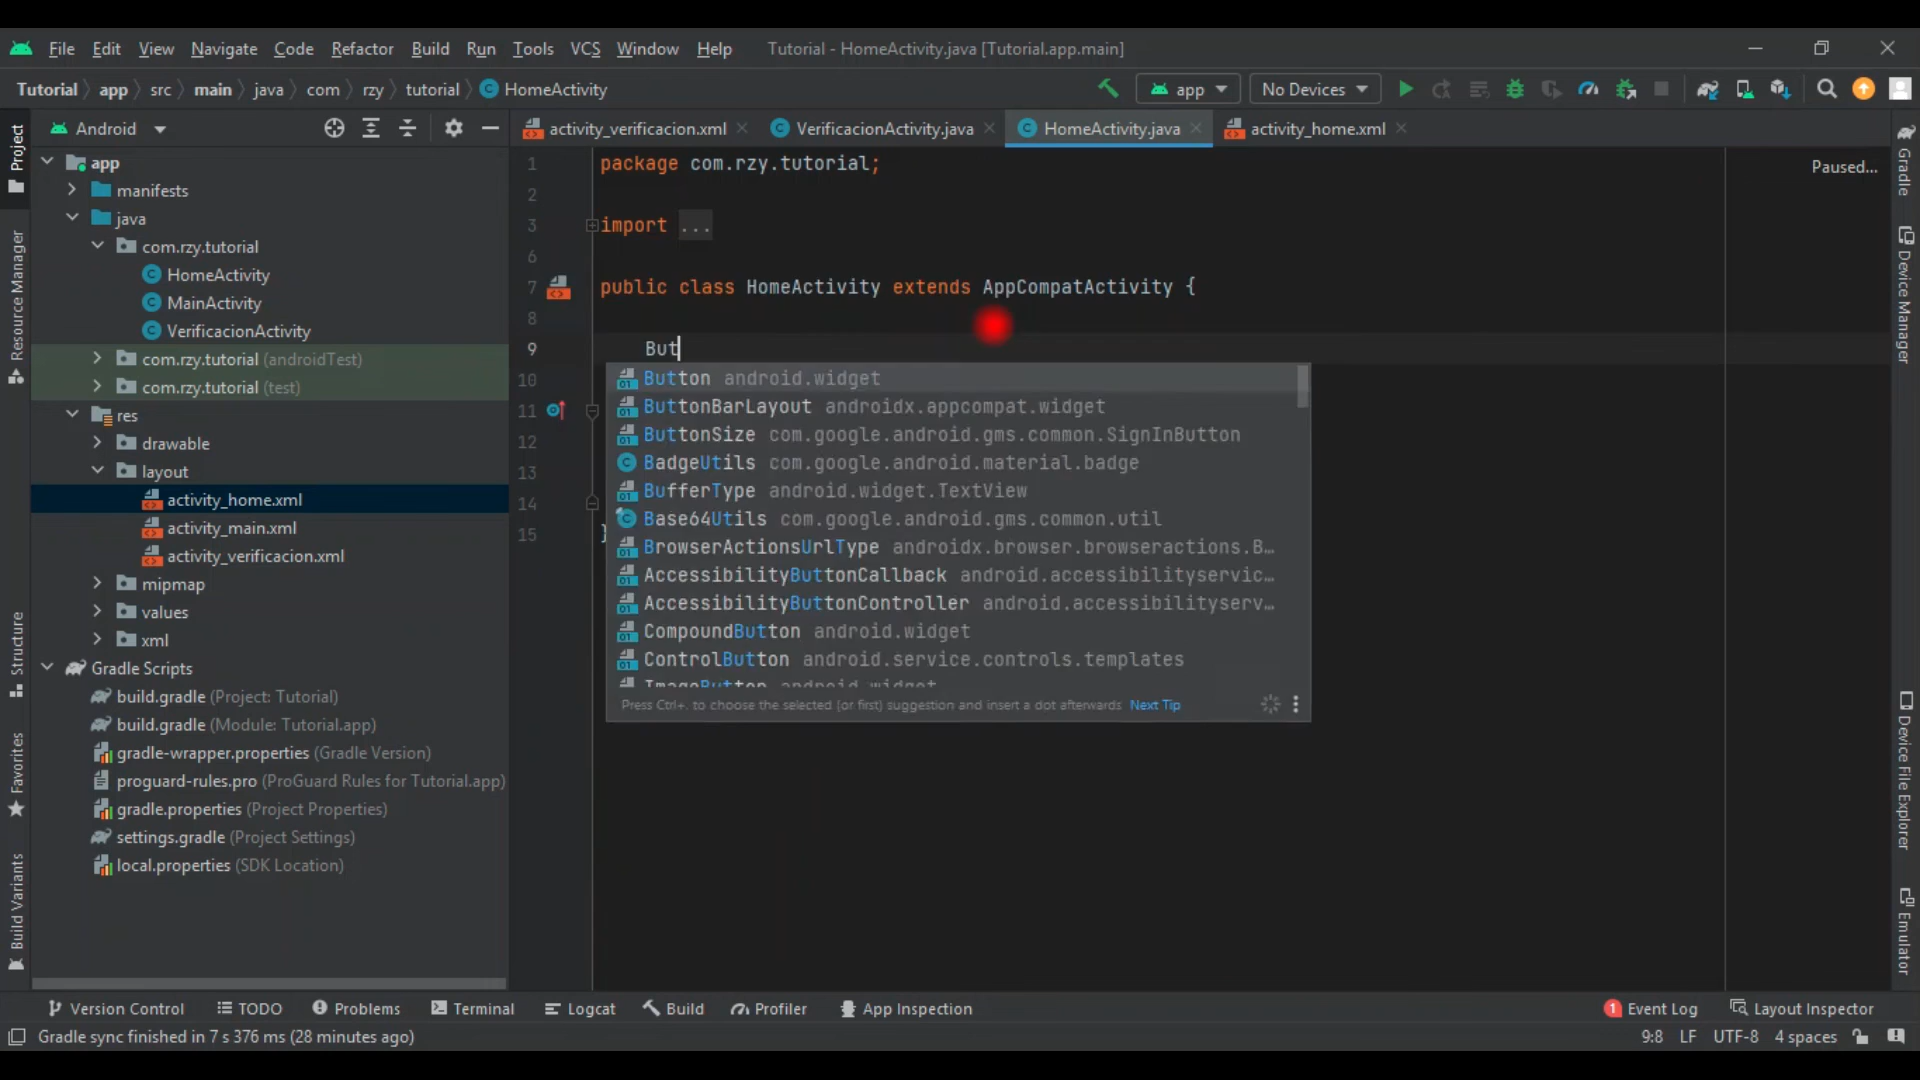 File Edit View Navigate Code Refactor Build Run Tools VCS Window Help Tutorial - HomeActivity.java [Tutorial.app.main]
Tutorial app src main java com rzy tutorial HomeActivity app No Devices
Android
activity_verificacion.xml VerificacionActivity.java HomeActivity.java activity_home.xml
Project
Resource Manager
Structure
Favorites
Build Variants
app
manifests
java
com.rzy.tutorial
HomeActivity
MainActivity
VerificacionActivity
com.rzy.tutorial (androidTest)
com.rzy.tutorial (test)
res
drawable
layout
activity_home.xml
activity_main.xml
activity_verificacion.xml
mipmap
values
xml
Gradle Scripts
build.gradle (Project: Tutorial)
build.gradle (Module: Tutorial.app)
gradle-wrapper.properties (Gradle Version)
proguard-rules.pro (ProGuard Rules for Tutorial.app)
gradle.properties (Project Properties)
settings.gradle (Project Settings)
local.properties (SDK Location)
1 package com.rzy.tutorial;
2
3 import ...
6
7 public class HomeActivity extends AppCompatActivity {
8
9 But
10
11
12
13
14
15 }
Button android.widget
ButtonBarLayout androidx.appcompat.widget
ButtonSize com.google.android.gms.common.SignInButton
BadgeUtils com.google.android.material.badge
BufferType android.widget.TextView
Base64Utils com.google.android.gms.common.util
BrowserActionsUrlType androidx.browser.browseractions.B...
AccessibilityButtonCallback android.accessibilityservic...
AccessibilityButtonController android.accessibilityserv...
CompoundButton android.widget
ControlButton android.service.controls.templates
ImageButton android.widget
Press Ctrl+. to choose the selected (or first) suggestion and insert a dot afterwards Next Tip
Paused...
Gradle
Device Manager
Device File Explorer
Emulator
Version Control TODO Problems Terminal Logcat Build Profiler App Inspection 1 Event Log Layout Inspector
Gradle sync finished in 7 s 376 ms (28 minutes ago) 9:8 LF UTF-8 4 spaces